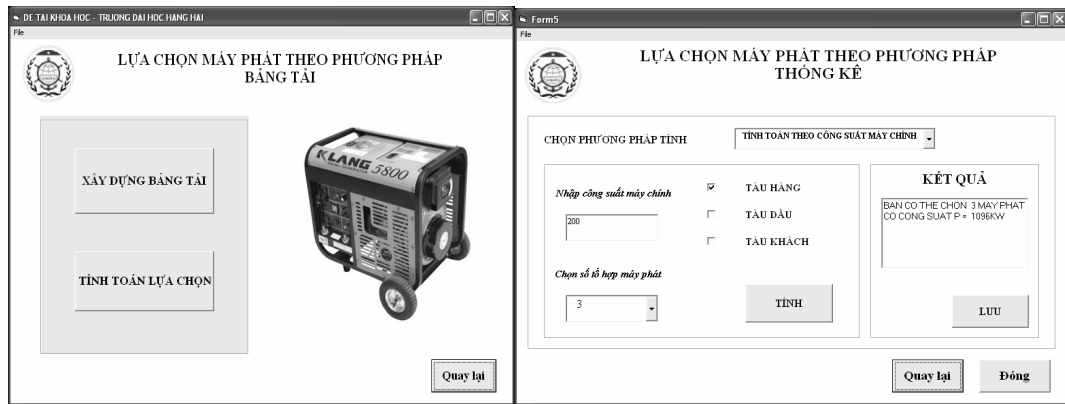 DE TAI KHOA HOC - TRUONG DAI HOC HANG HAI
File
LỰA CHỌN MÁY PHÁT THEO PHƯƠNG PHÁP
BẢNG TẢI
XÂY DỰNG BẢNG TẢI
TÍNH TOÁN LỰA CHỌN
KLANG
DIESEL GENERATOR
5800
Quay lại
Form5
File
LỰA CHỌN MÁY PHÁT THEO PHƯƠNG PHÁP
THỐNG KÊ
CHỌN PHƯƠNG PHÁP TÍNH
TÍNH TOÁN THEO CÔNG SUẤT MÁY CHÍNH
Nhập công suất máy chính
200
Chọn số tổ hợp máy phát
3
TÀU HÀNG
TÀU DẦU
TÀU KHÁCH
TÍNH
KẾT QUẢ
BAN CO THE CHON 3 MAY PHAT
CO CONG SUAT P = 1096KW
LUU
Quay lại
Đóng